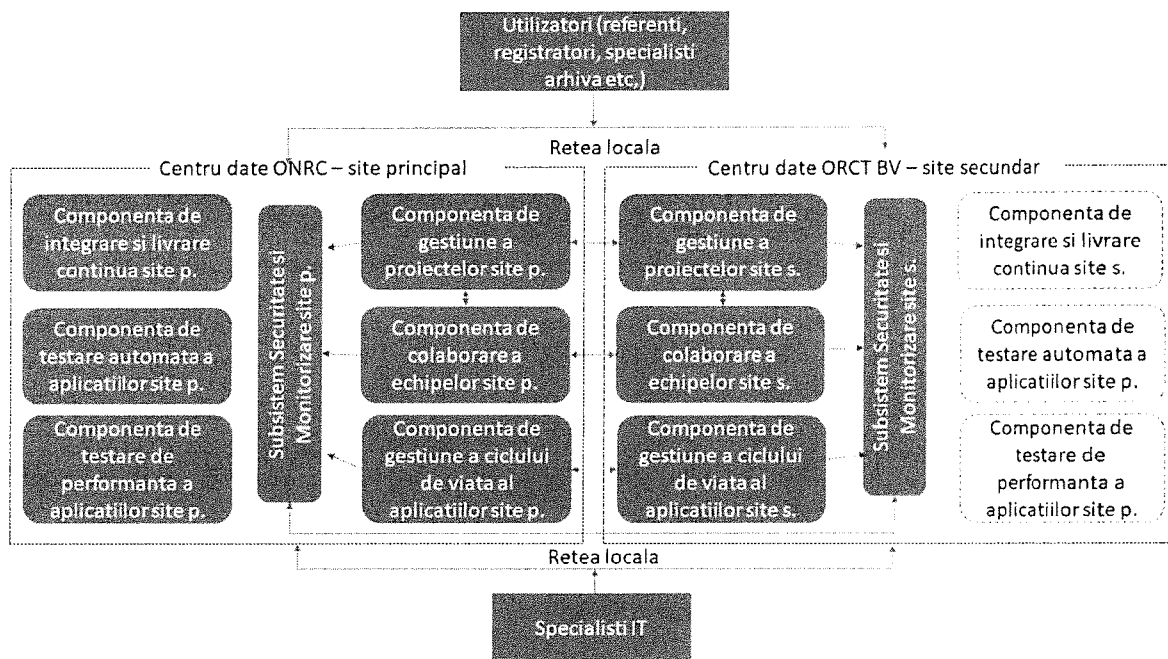 Utilizatori (referenti,
registratori, specialisti
arhiva etc,)
Retea locala
Centru date ONRC – site principal
Componenta de
integrare si livrare
continua site p.
Componenta de
testare automata a
aplicatiilor site p.
Componenta de
testare de
performanta a
aplicatiilor site p.
Subsistem Securitate si
Monitorizare site p.
Componenta de
gestiune a
proiectelor site p.
Componenta de
colaborare a
echipelor site p.
Componenta de
gestiune a ciclului
de viata al
aplicatiilor site p.
Centru date ORCT BV – site secundar
Componenta de
gestiune a
proiectelor site s.
Componenta de
colaborare a
echipelor site s.
Componenta de
gestiune a ciclului
de viata al
aplicatiilor site s.
Subsistem Securitate si
Monitorizare site s.
Componenta de
integrare si livrare
continua site s.
Componenta de
testare automata a
aplicatiilor site p.
Componenta de
testare de
performanta a
aplicatiilor site p.
Retea locala
Specialisti IT